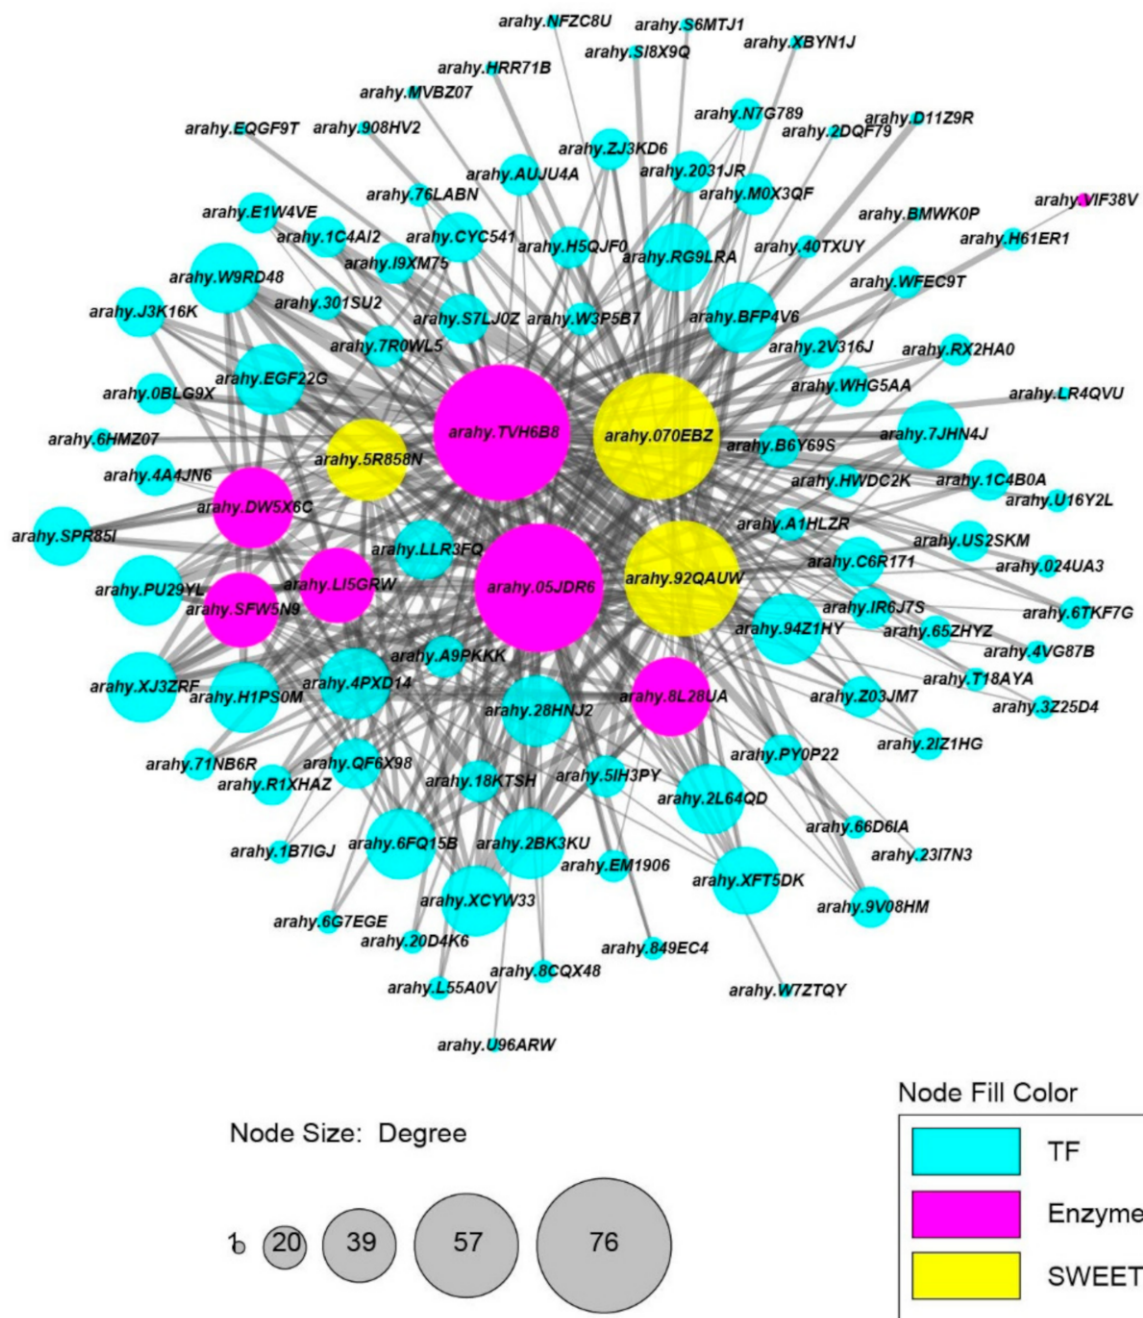 arahy.NFZC8U
arahy.S6MTJ1
arahy.SI8X9Q
arahy.XBYN1J
arahy.HRR71B
arahy.MVBZ07
arahy.N7G789
arahy.D11Z9R
arahy.EQGF9T
arahy.908HV2
arahy.2DQF79
arahy.ZJ3KD6
arahy.AUJU4A
arahy.2031JR
arahy.76LABN
arahy.M0X3QF
arahy.VIF38V
arahy.E1W4VE
arahy.1C4AI2
arahy.CYC541
arahy.H5QJF0
arahy.RG9LRA
arahy.40TXUY
arahy.BMWK0P
arahy.H61ER1
arahy.I9XM75
arahy.W9RD48
arahy.WFEC9T
arahy.301SU2
arahy.J3K16K
arahy.S7LJ0Z
arahy.W3P5B7
arahy.BFP4V6
arahy.7R0WL5
arahy.2V316J
arahy.RX2HA0
arahy.EGF22G
arahy.0BLG9X
arahy.WHG5AA
arahy.LR4QVU
arahy.TVH6B8
arahy.070EBZ
arahy.7JHN4J
arahy.6HMZ07
arahy.B6Y69S
arahy.5R858N
arahy.4A4JN6
arahy.HWDC2K
arahy.1C4B0A
arahy.U16Y2L
arahy.DW5X6C
arahy.A1HLZR
arahy.SPR85I
arahy.LLR3FQ
arahy.US2SKM
arahy.C6R171
arahy.024UA3
arahy.PU29YL
arahy.LI5GRW
arahy.05JDR6
arahy.92QAUW
arahy.SFW5N9
arahy.IR6J7S
arahy.6TKF7G
arahy.94Z1HY
arahy.65ZHYZ
arahy.4VG87B
arahy.A9PKKK
arahy.T18AYA
arahy.XJ3ZRF
arahy.H1PS0M
arahy.4PXD14
arahy.8L28UA
arahy.Z03JM7
arahy.3Z25D4
arahy.28HNJ2
arahy.2IZ1HG
arahy.71NB6R
arahy.QF6X98
arahy.PY0P22
arahy.R1XHAZ
arahy.18KTSH
arahy.5IH3PY
arahy.2L64QD
arahy.66D6IA
arahy.1B7IGJ
arahy.6FQ15B
arahy.2BK3KU
arahy.EM1906
arahy.23I7N3
arahy.XFT5DK
arahy.XCYW33
arahy.9V08HM
arahy.6G7EGE
arahy.20D4K6
arahy.849EC4
arahy.8CQX48
arahy.L55A0V
arahy.W7ZTQY
arahy.U96ARW
Node Size: Degree
1 20 39 57 76
Node Fill Color
TF
Enzyme
SWEET